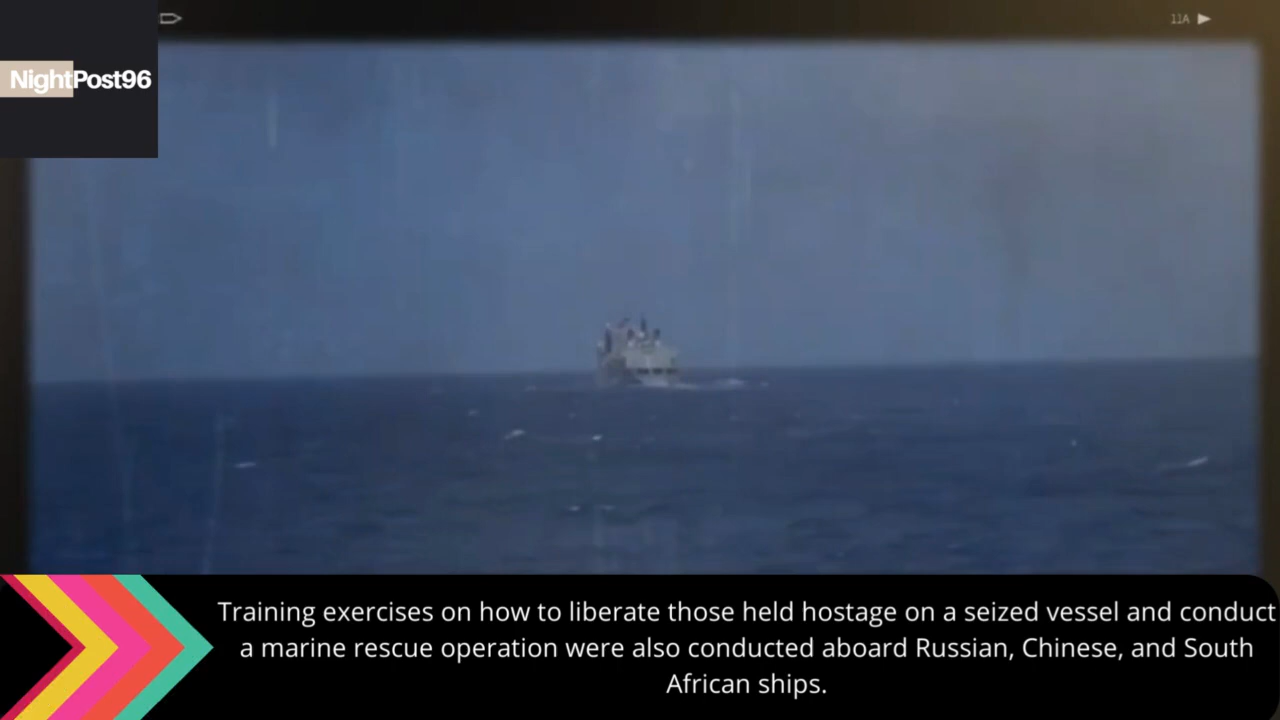 11A
NightPost96
Training exercises on how to liberate those held hostage on a seized vessel and conduct
a marine rescue operation were also conducted aboard Russian, Chinese, and South
African ships.